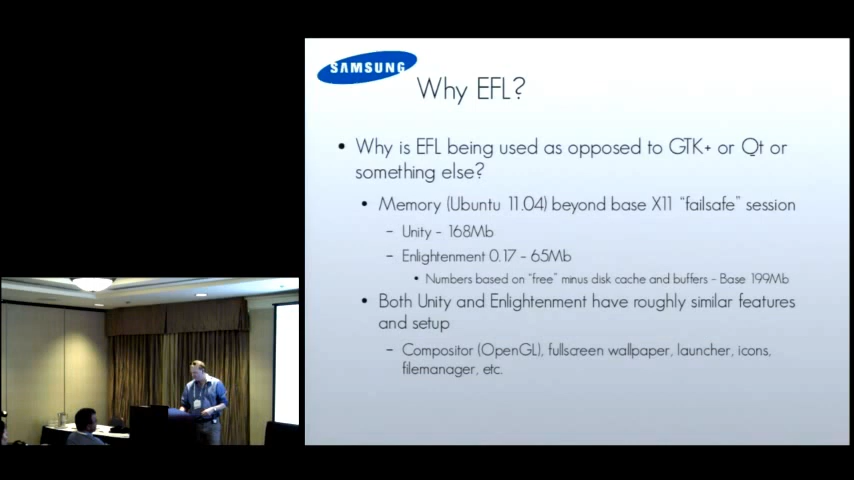 SAMSUNG
Why EFL?
• Why is EFL being used as opposed to GTK+ or Qt or
something else?
• Memory (Ubuntu 11.04) beyond base X11 "failsafe" session
– Unity – 168Mb
– Enlightenment 0.17 – 65Mb
• Numbers based on "free" minus disk cache and buffers – Base 199Mb
• Both Unity and Enlightenment have roughly similar features
and setup
– Compositor (OpenGL), fullscreen wallpaper, launcher, icons,
filemanager, etc.